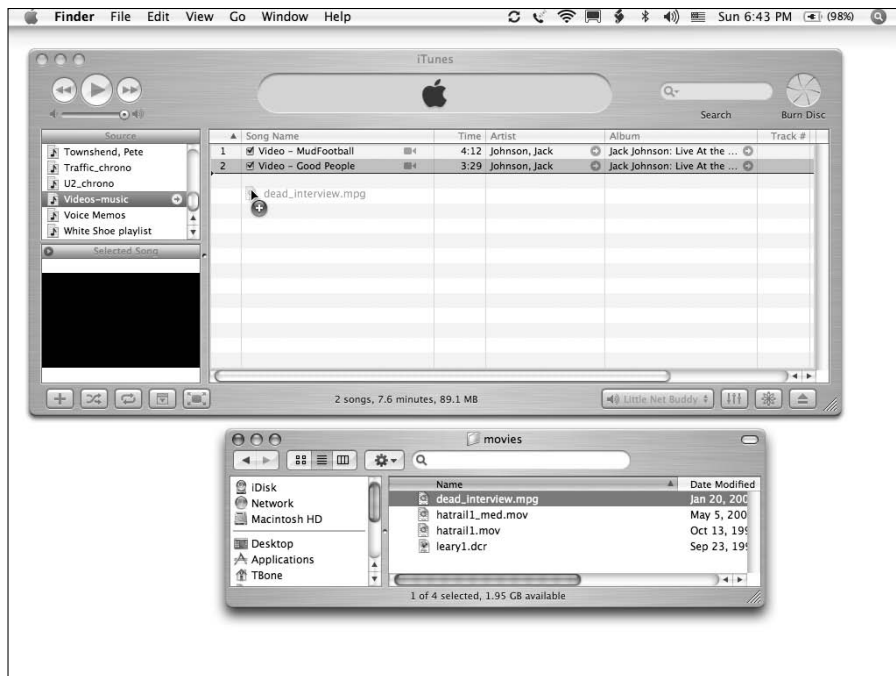 Finder File Edit View Go Window Help Sun 6:43 PM (98%)
iTunes
Search
Burn Disc
Source
Townshend, Pete
Traffic_chrono
U2_chrono
Videos-music
Voice Memos
White Shoe playlist
Selected Song
Song Name Time Artist Album Track #
1 Video - MudFootball 4:12 Johnson, Jack Jack Johnson: Live At the ...
2 Video - Good People 3:29 Johnson, Jack Jack Johnson: Live At the ...
dead_interview.mpg
2 songs, 7.6 minutes, 89.1 MB
Little Net Buddy
movies
iDisk
Network
Macintosh HD
Desktop
Applications
TBone
Name Date Modified
dead_interview.mpg Jan 20, 200
hatrail1_med.mov May 5, 200
hatrail1.mov Oct 13, 199
leary1.dcr Sep 23, 199
1 of 4 selected, 1.95 GB available